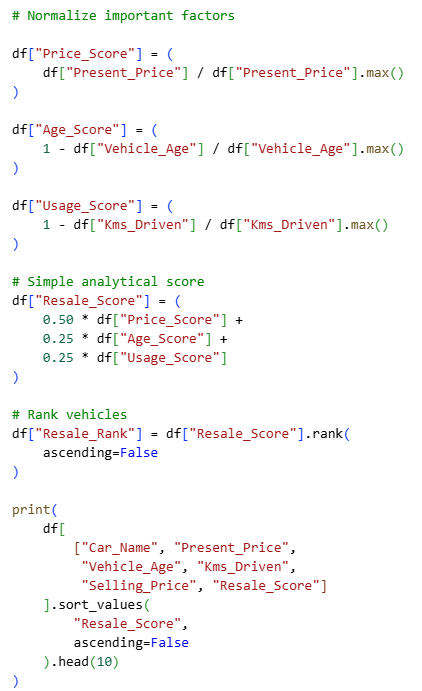 # Normalize important factors
df["Price_Score"] = (
    df["Present_Price"] / df["Present_Price"].max()
)
df["Age_Score"] = (
    1 - df["Vehicle_Age"] / df["Vehicle_Age"].max()
)
df["Usage_Score"] = (
    1 - df["Kms_Driven"] / df["Kms_Driven"].max()
)
# Simple analytical score
df["Resale_Score"] = (
    0.50 * df["Price_Score"] +
    0.25 * df["Age_Score"] +
    0.25 * df["Usage_Score"]
)
# Rank vehicles
df["Resale_Rank"] = df["Resale_Score"].rank(
    ascending=False
)
print(
    df[
        ["Car_Name", "Present_Price",
         "Vehicle_Age", "Kms_Driven",
         "Selling_Price", "Resale_Score"]
    ].sort_values(
        "Resale_Score",
        ascending=False
    ).head(10)
)